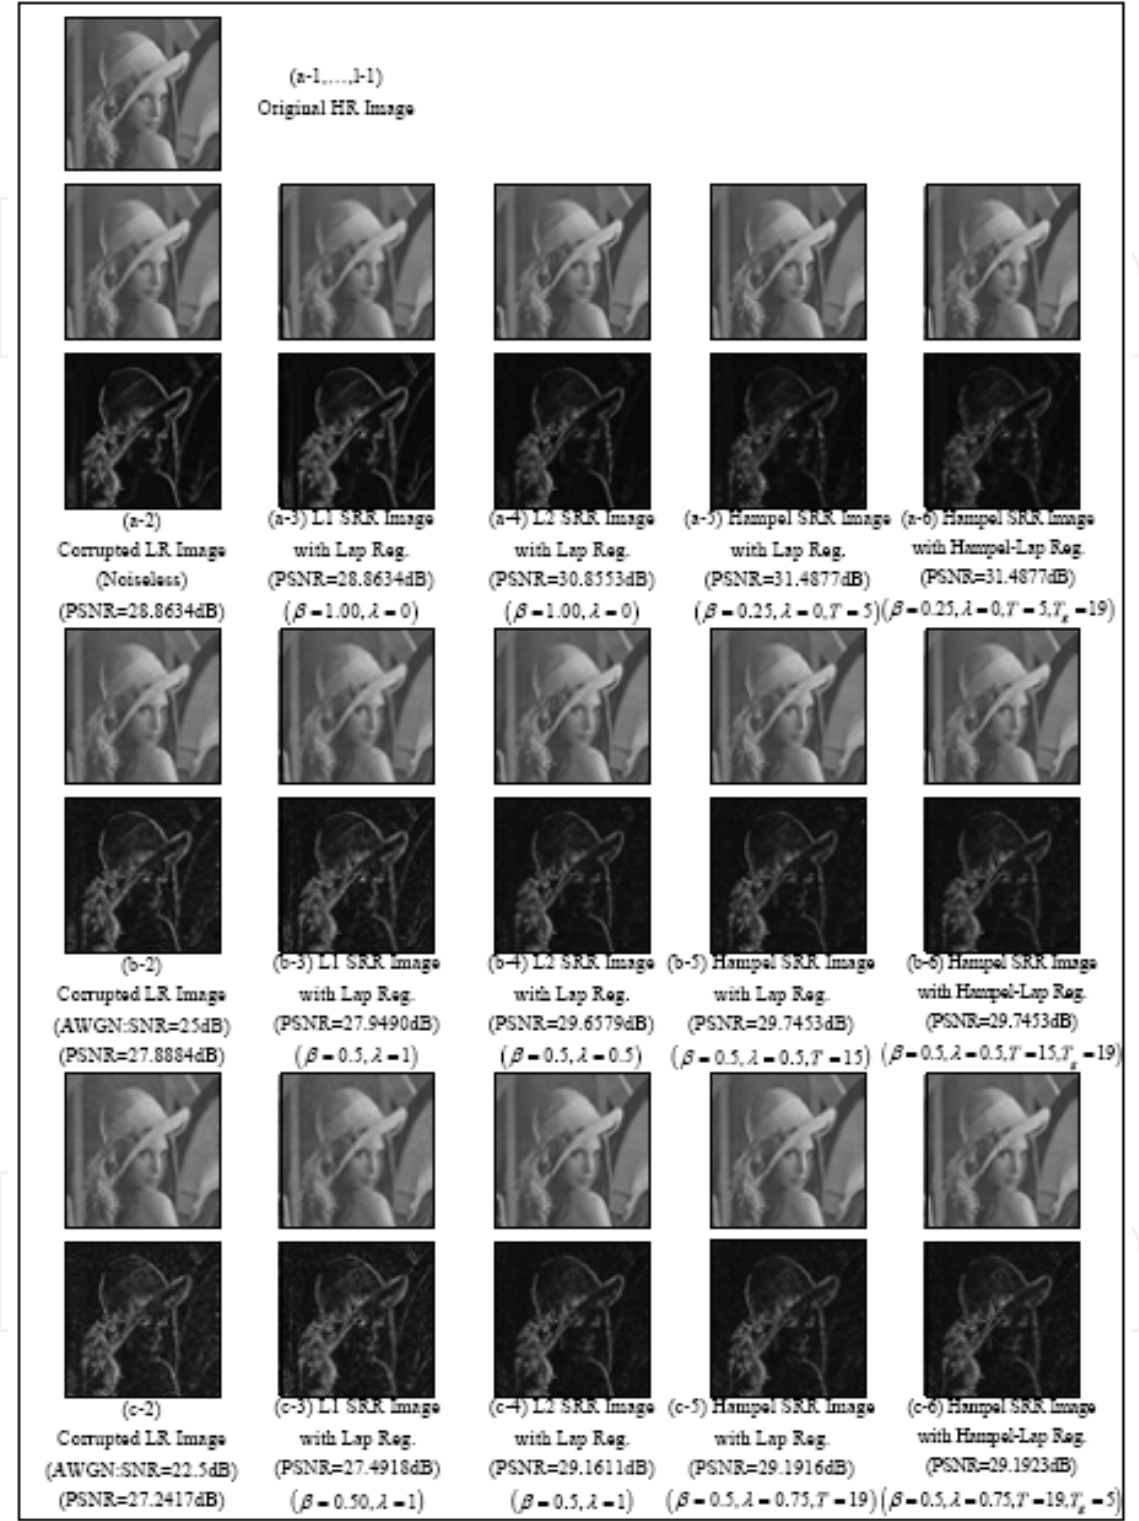 (a-1,…,l-1)
Original HR Image
(a-2)
Corrupted LR Image
(Noiseless)
(PSNR=28.8634dB)
(a-3) L1 SRR Image
with Lap Reg.
(PSNR=28.8634dB)
(β=1.00,λ=0)
(a-4) L2 SRR Image
with Lap Reg.
(PSNR=30.8553dB)
(β=1.00,λ=0)
(a-5) Hampel SRR Image
with Lap Reg.
(PSNR=31.4877dB)
(β=0.25,λ=0,T=5)
(a-6) Hampel SRR Image
with Hampel-Lap Reg.
(PSNR=31.4877dB)
(β=0.25,λ=0,T=5,Tg=19)
(b-2)
Corrupted LR Image
(AWGN:SNR=25dB)
(PSNR=27.8884dB)
(b-3) L1 SRR Image
with Lap Reg.
(PSNR=27.9490dB)
(β=0.5,λ=1)
(b-4) L2 SRR Image
with Lap Reg.
(PSNR=29.6579dB)
(β=0.5,λ=0.5)
(b-5) Hampel SRR Image
with Lap Reg.
(PSNR=29.7453dB)
(β=0.5,λ=0.5,T=15)
(b-6) Hampel SRR Image
with Hampel-Lap Reg.
(PSNR=29.7453dB)
(β=0.5,λ=0.5,T=15,Tg=19)
(c-2)
Corrupted LR Image
(AWGN:SNR=22.5dB)
(PSNR=27.2417dB)
(c-3) L1 SRR Image
with Lap Reg.
(PSNR=27.4918dB)
(β=0.50,λ=1)
(c-4) L2 SRR Image
with Lap Reg.
(PSNR=29.1611dB)
(β=0.5,λ=1)
(c-5) Hampel SRR Image
with Lap Reg.
(PSNR=29.1916dB)
(β=0.5,λ=0.75,T=19)
(c-6) Hampel SRR Image
with Hampel-Lap Reg.
(PSNR=29.1923dB)
(β=0.5,λ=0.75,T=19,Tg=5)